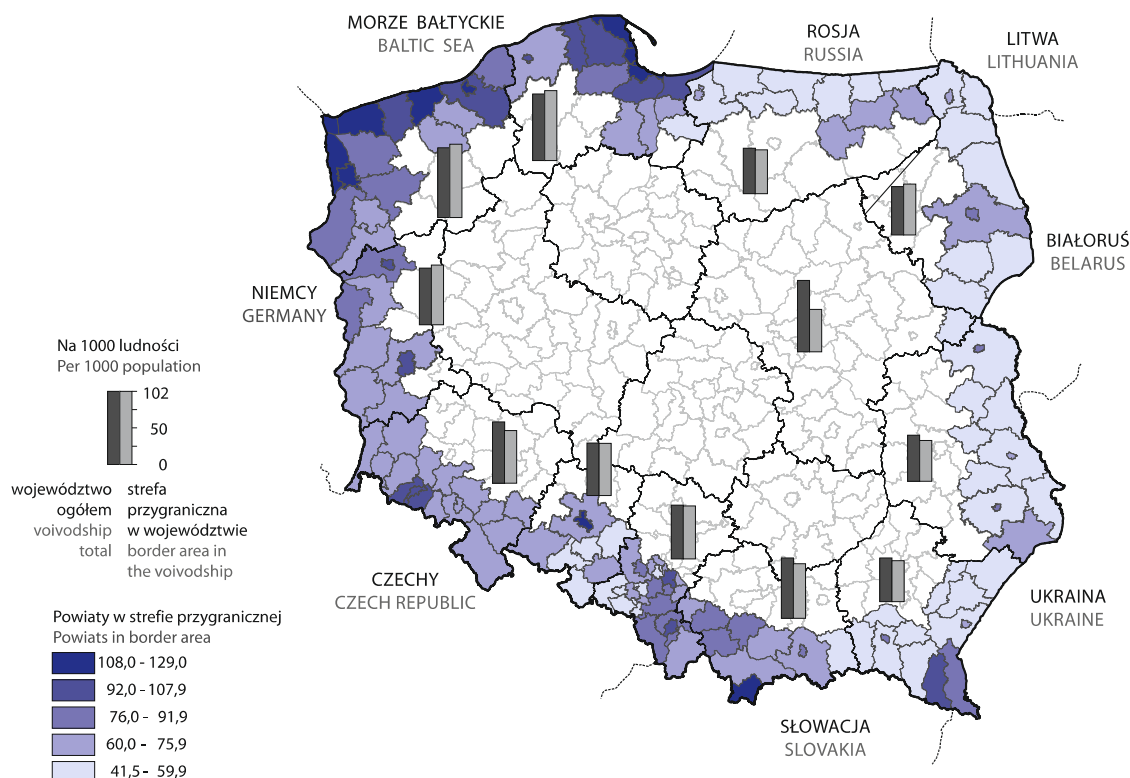 MORZE BAŁTYCKIE
BALTIC SEA
ROSJA
RUSSIA
LITWA
LITHUANIA
BIAŁORUŚ
BELARUS
NIEMCY
GERMANY
Na 1000 ludności
Per 1000 population
102
50
0
województwo
ogółem
voivodship
total
strefa
przygraniczna
w województwie
border area in
the voivodship
CZECHY
CZECH REPUBLIC
UKRAINA
UKRAINE
SŁOWACJA
SLOVAKIA
Powiaty w strefie przygranicznej
Powiats in border area
108,0 - 129,0
92,0 - 107,9
76,0 - 91,9
60,0 - 75,9
41,5 - 59,9